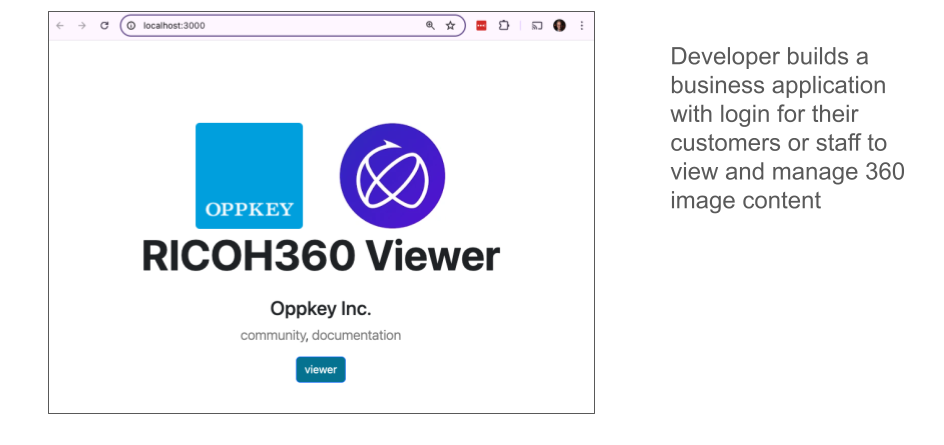 localhost:3000
OPPKEY
RICOH360 Viewer
Oppkey Inc.
community, documentation
viewer
Developer builds a
business application
with login for their
customers or staff to
view and manage 360
image content